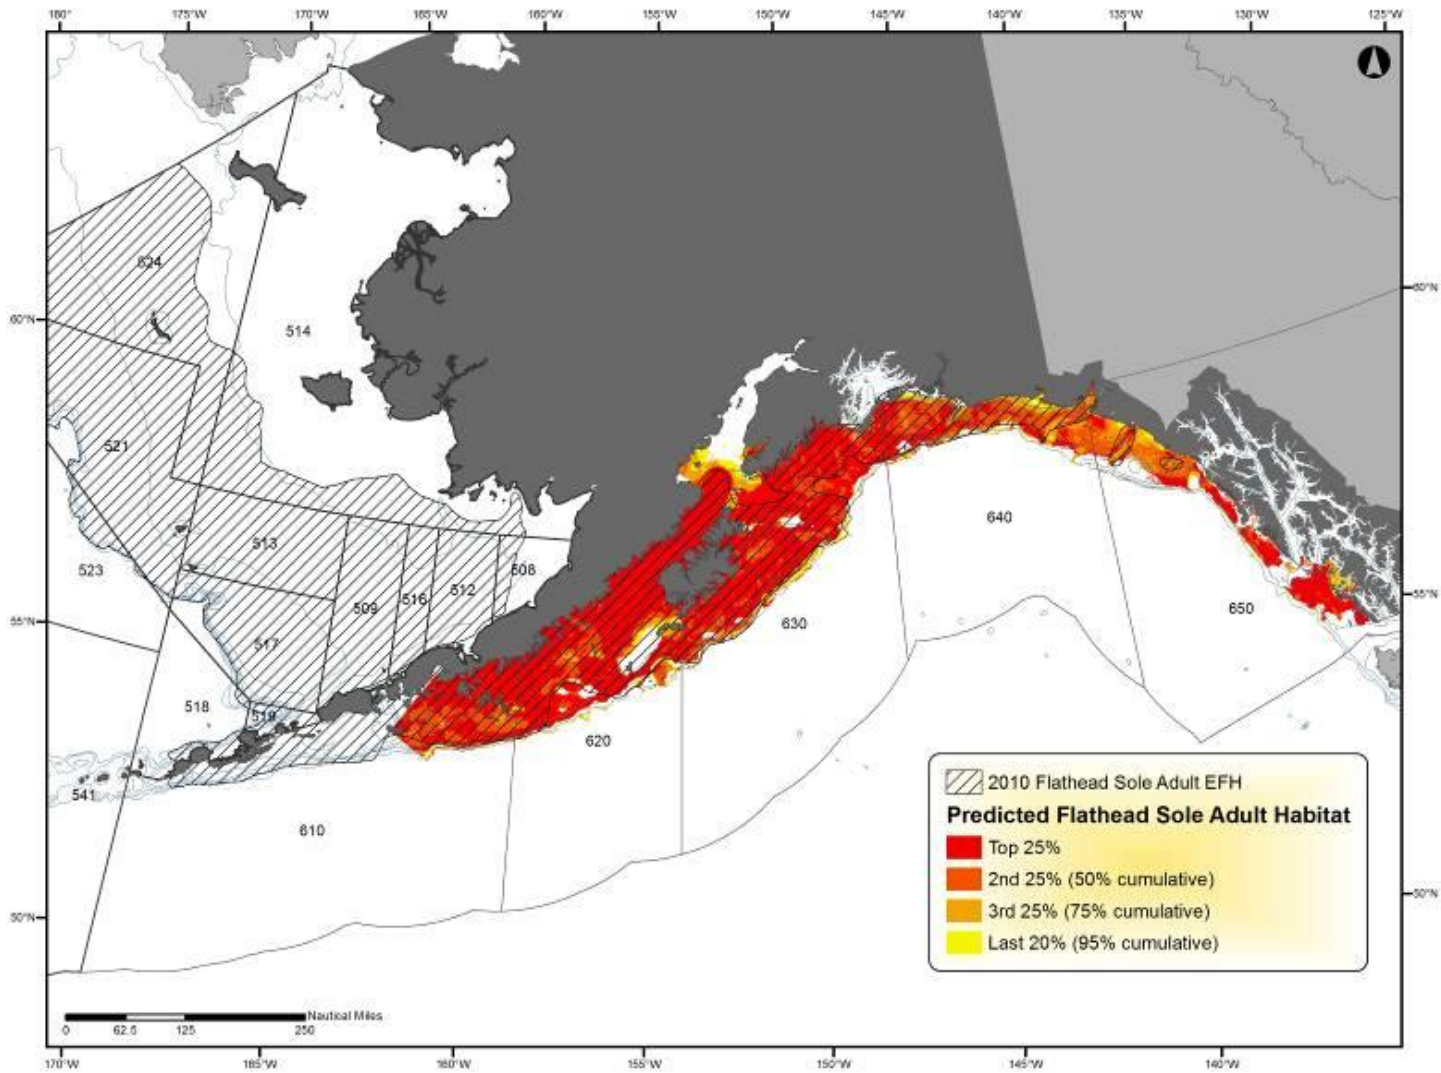 180° 175°W 170°W 165°W 160°W 155°W 150°W 145°W 140°W 135°W 130°W 125°W
524
60°N 60°N
514
521
513
640
523
508
512
516
509
650
55°N 55°N
630
517
518
519
620
541
610
2010 Flathead Sole Adult EFH
Predicted Flathead Sole Adult Habitat
Top 25%
2nd 25% (50% cumulative)
3rd 25% (75% cumulative)
Last 20% (95% cumulative)
50°N 50°N
Nautical Miles
0 62.5 125 250
170°W 165°W 160°W 155°W 150°W 145°W 140°W